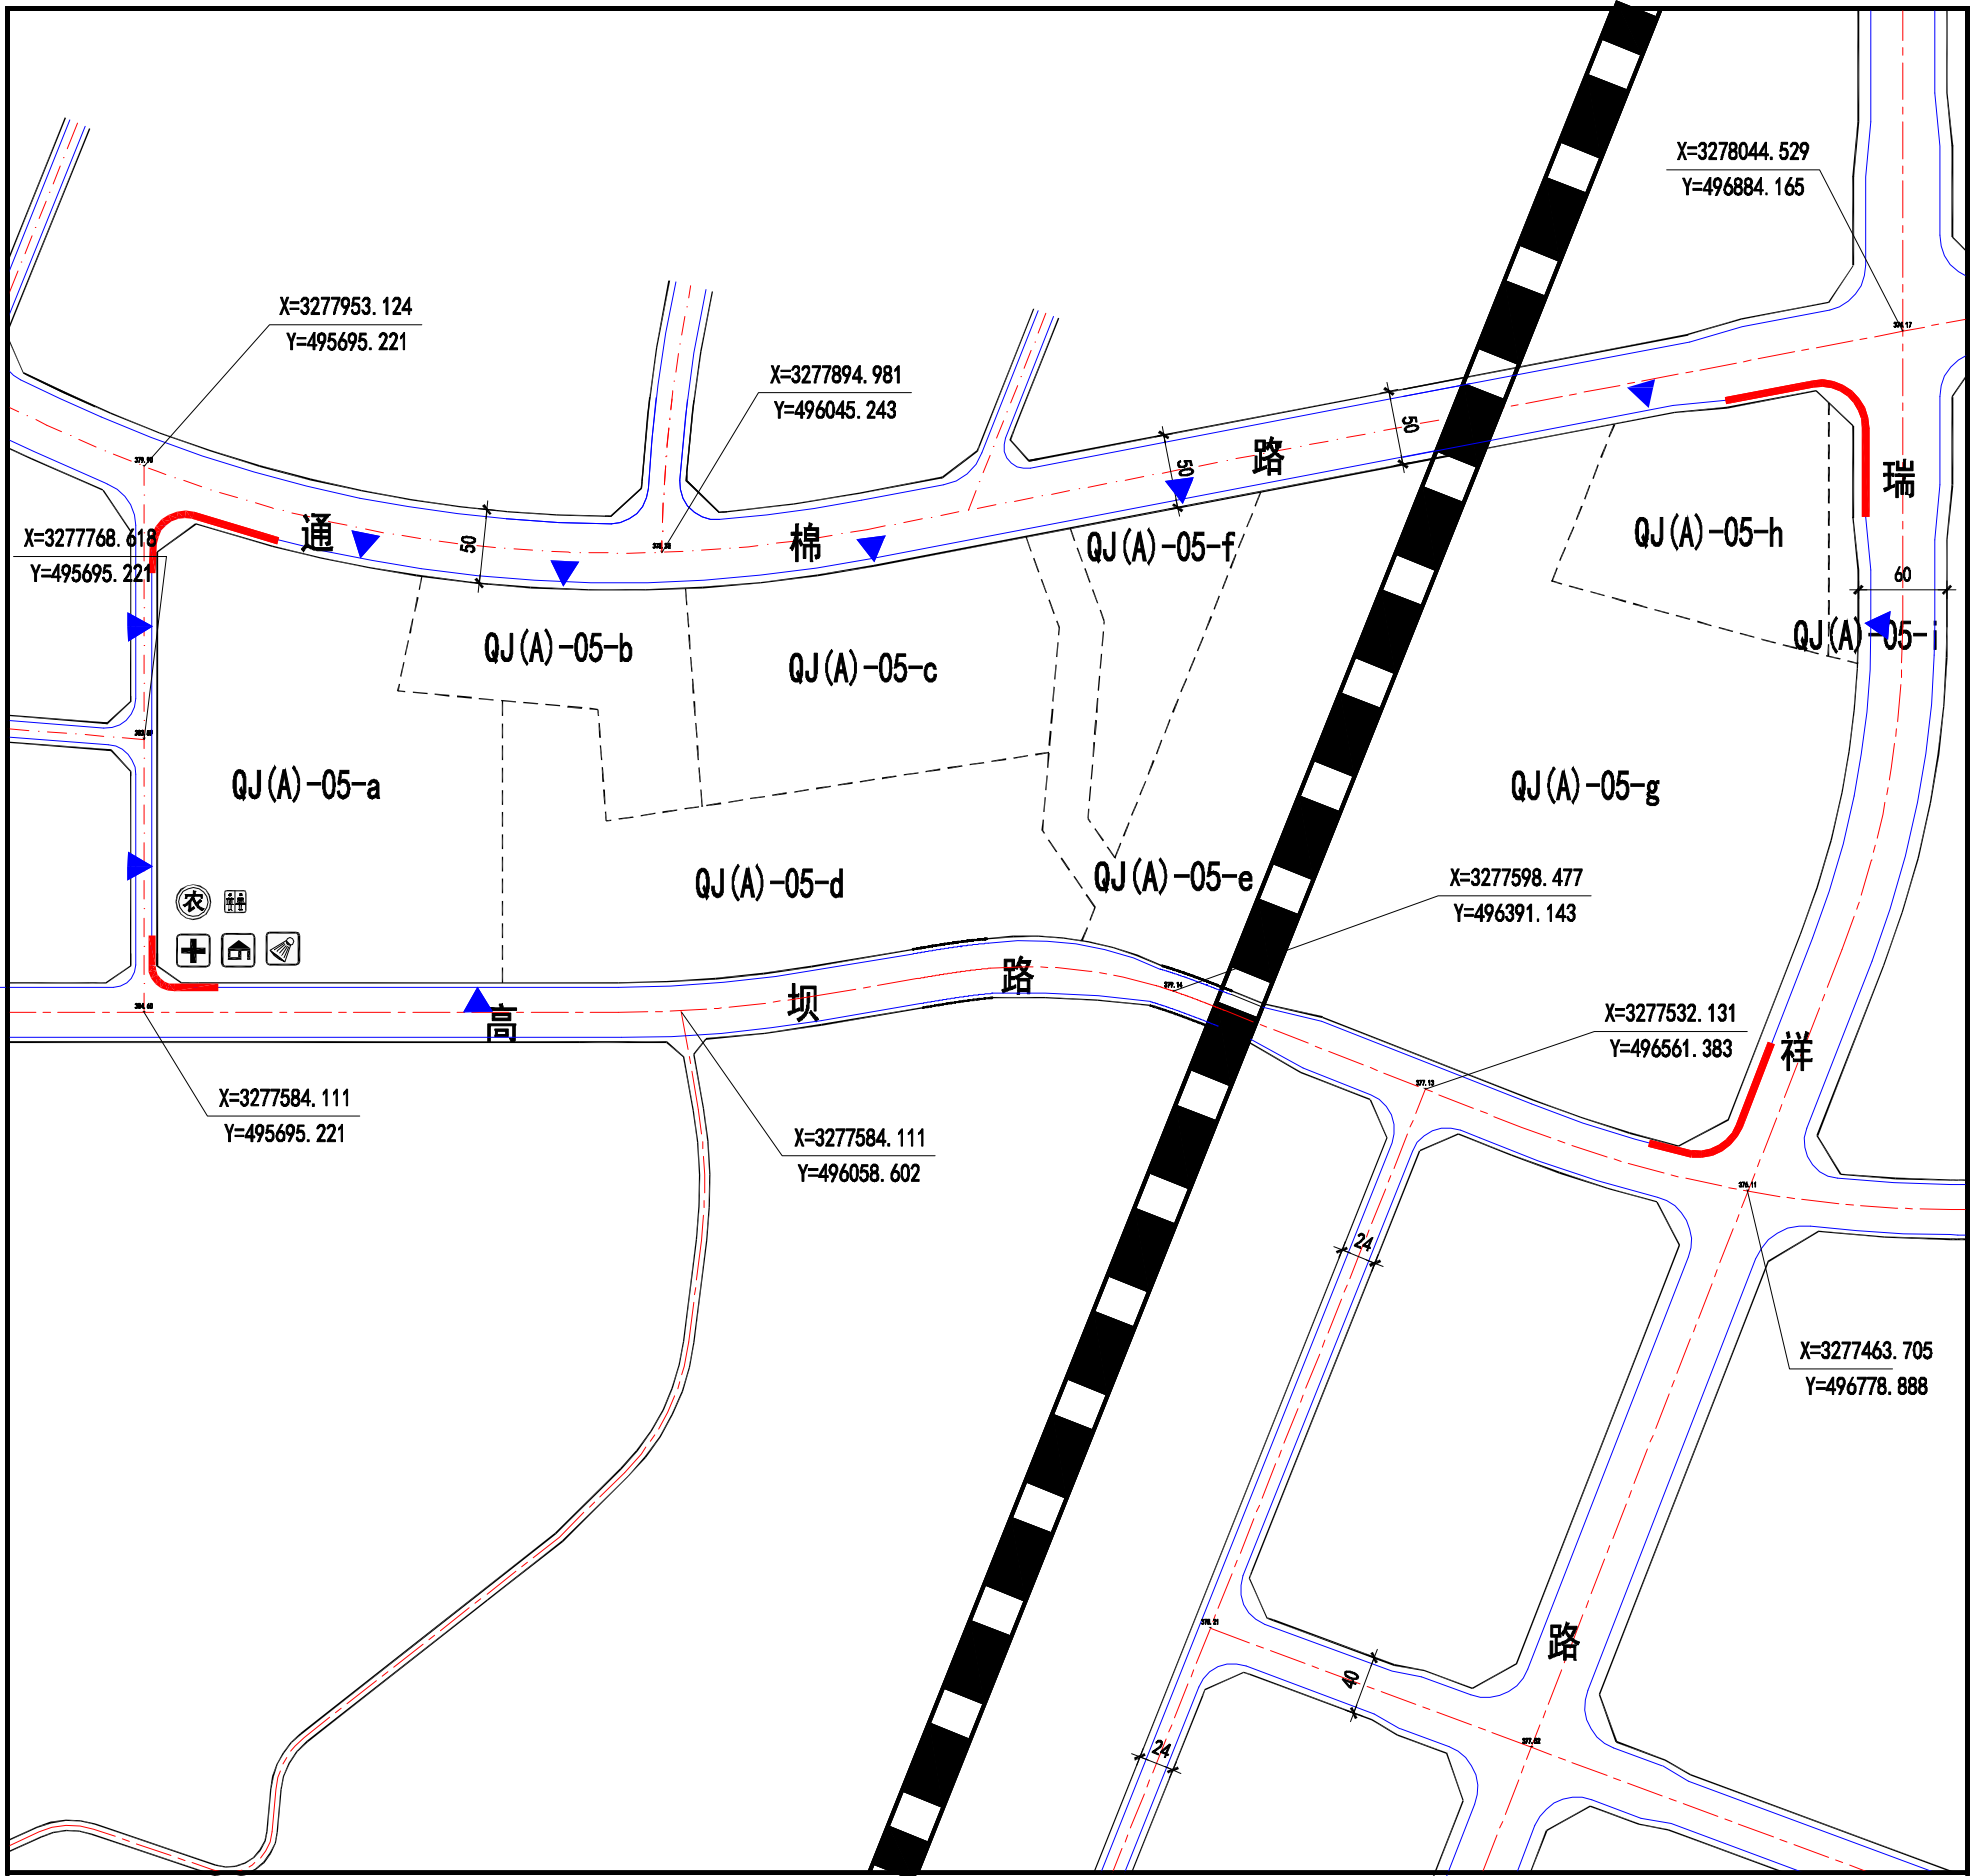 X=3278044.529
Y=496884.165
X=3277953.124
Y=495695.221
X=3277894.981
Y=496045.243
50
50
50
路
瑞
通
棉
X=3277768.618
Y=495695.221
QJ(A)-05-f
QJ(A)-05-h
60
QJ(A)-05-i
QJ(A)-05-b
QJ(A)-05-c
QJ(A)-05-a
QJ(A)-05-g
QJ(A)-05-d
QJ(A)-05-e
X=3277598.477
Y=496391.143
农
路
坝
高
X=3277532.131
Y=496561.383
祥
X=3277584.111
Y=495695.221
X=3277584.111
Y=496058.602
24
X=3277463.705
Y=496778.888
路
40
24